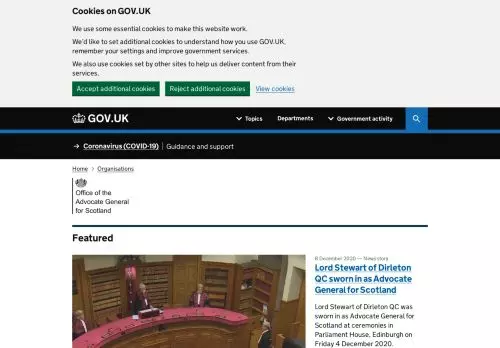 Cookies on GOV.UK
We use some essential cookies to make this website work.
We'd like to set additional cookies to understand how you use GOV.UK,
remember your settings and improve government services.
We also use cookies set by other sites to help us deliver content from their
services.
Accept additional cookies Reject additional cookies View cookies
GOV.UK Topics Departments Government activity
→ Coronavirus (COVID-19) Guidance and support
Home Organisations
Office of the
Advocate General
for Scotland
Featured
8 December 2020 — News story
Lord Stewart of Dirleton
QC sworn in as Advocate
General for Scotland
Lord Stewart of Dirleton QC was
sworn in as Advocate General for
Scotland at ceremonies in
Parliament House, Edinburgh on
Friday 4 December 2020.